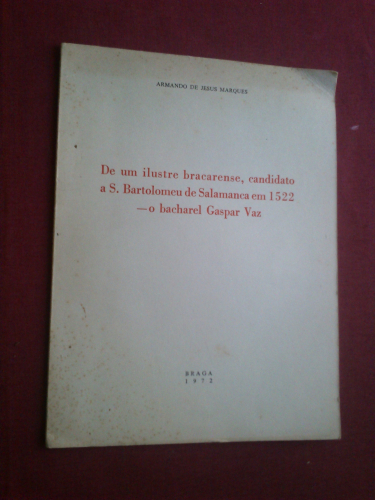 ARMANDO DE JESUS MARQUES
De um ilustre bracarense, candidato
a S. Bartolomeu de Salamanca em 1522
—o bacharel Gaspar Vaz
BRAGA
1972